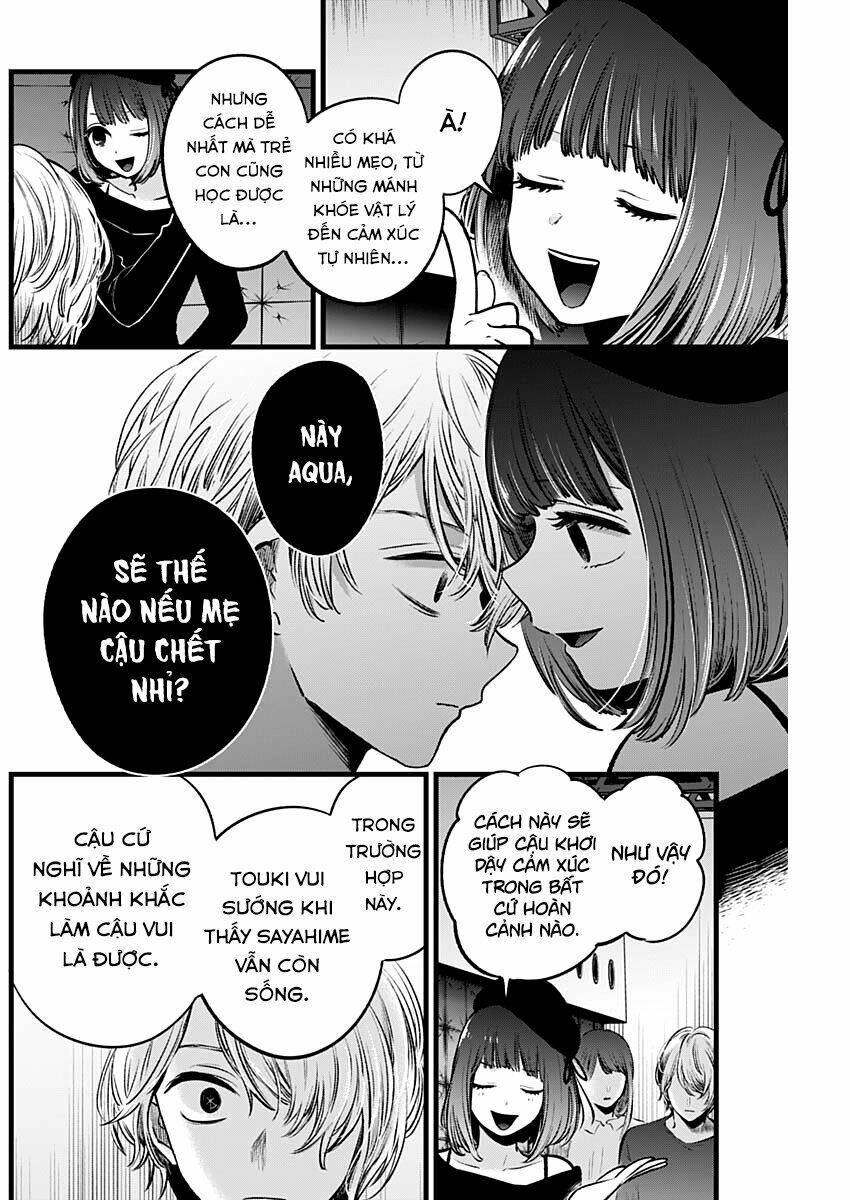 À!
CÓ KHÁ
NHIỀU MẸO, TỪ
NHỮNG MÁNH
KHÓE VẬT LÝ
ĐẾN CẢM XÚC
TỰ NHIÊN...
NHƯNG
CÁCH DỄ
NHẤT MÀ TRẺ
CON CŨNG
HỌC ĐƯỢC
LÀ...
NÀY
AQUA,
SẼ THẾ
NÀO NẾU MẸ
CẬU CHẾT
NHỈ?
NHƯ VẬY
ĐÓ!
CÁCH NÀY SẼ
GIÚP CẬU KHƠI
DẬY CẢM XÚC
TRONG BẤT
CỨ HOÀN
CẢNH NÀO.
TRONG
TRƯỜNG
HỢP
NÀY.
TOUKI VUI
SƯỚNG KHI
THẤY SAYAHIME
VẪN CÒN
SỐNG.
CẬU CỨ
NGHĨ VỀ NHỮNG
KHOẢNH KHẮC
LÀM CẬU VUI
LÀ ĐƯỢC.